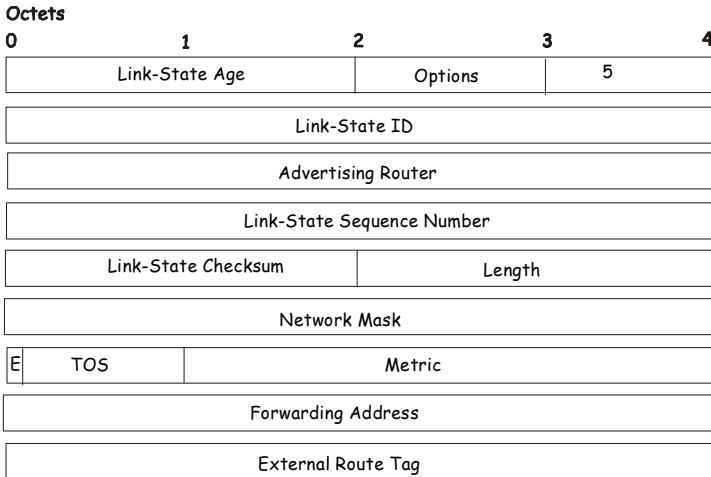 Octets
0 1 2 3 4
Link-State Age Options 5
Link-State ID
Advertising Router
Link-State Sequence Number
Link-State Checksum Length
Network Mask
E TOS Metric
Forwarding Address
External Route Tag